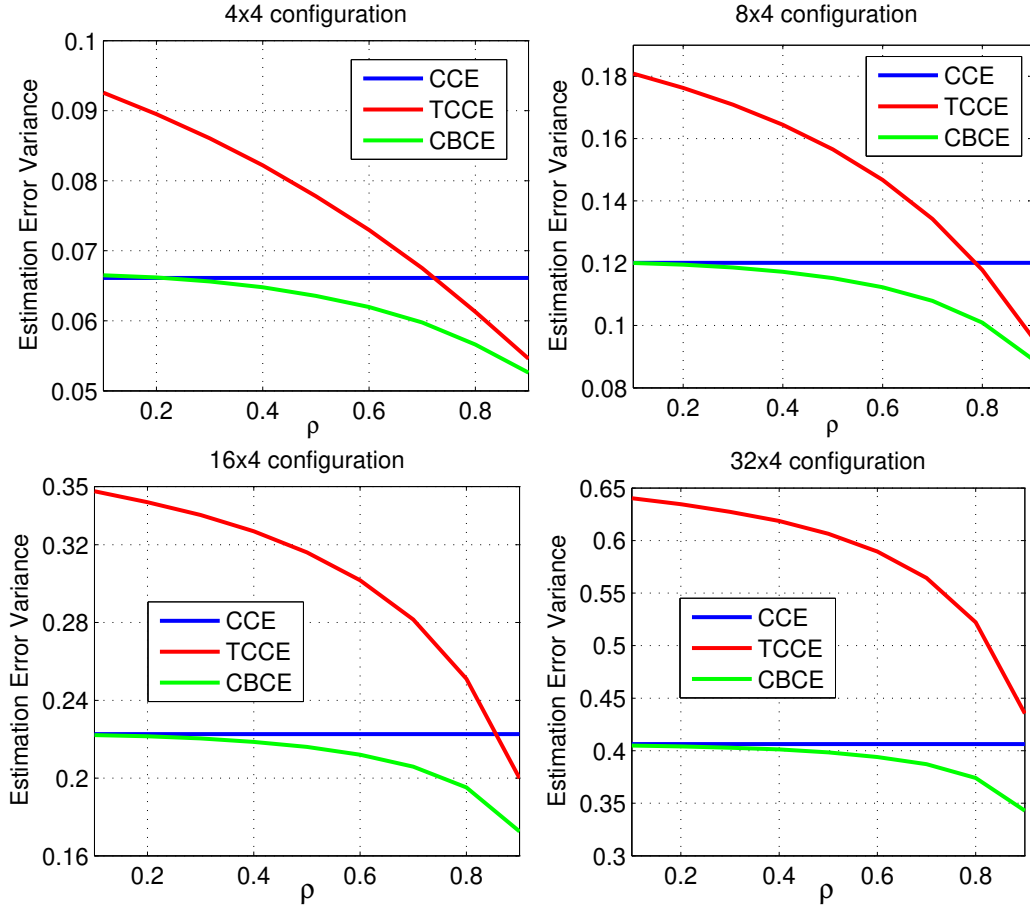 4x4 configuration
0.1
0.09
0.08
0.07
0.06
0.05
Estimation Error Variance
CCE
TCCE
CBCE
0.2 0.4 0.6 0.8
ρ
8x4 configuration
0.18
0.16
0.14
0.12
0.1
0.08
Estimation Error Variance
CCE
TCCE
CBCE
0.2 0.4 0.6 0.8
ρ
16x4 configuration
0.35
0.32
0.28
0.24
0.2
0.16
Estimation Error Variance
CCE
TCCE
CBCE
0.2 0.4 0.6 0.8
ρ
32x4 configuration
0.65
0.6
0.55
0.5
0.45
0.4
0.35
0.3
Estimation Error Variance
CCE
TCCE
CBCE
0.2 0.4 0.6 0.8
ρ